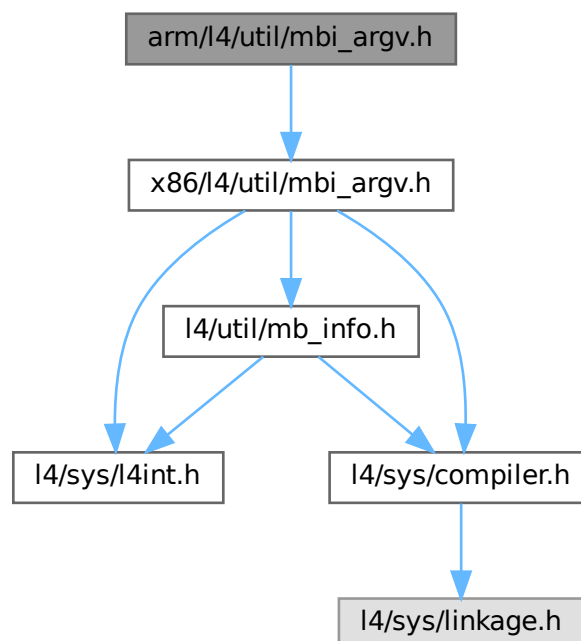 arm/l4/util/mbi_argv.h
x86/l4/util/mbi_argv.h
l4/util/mb_info.h
l4/sys/l4int.h
l4/sys/compiler.h
l4/sys/linkage.h